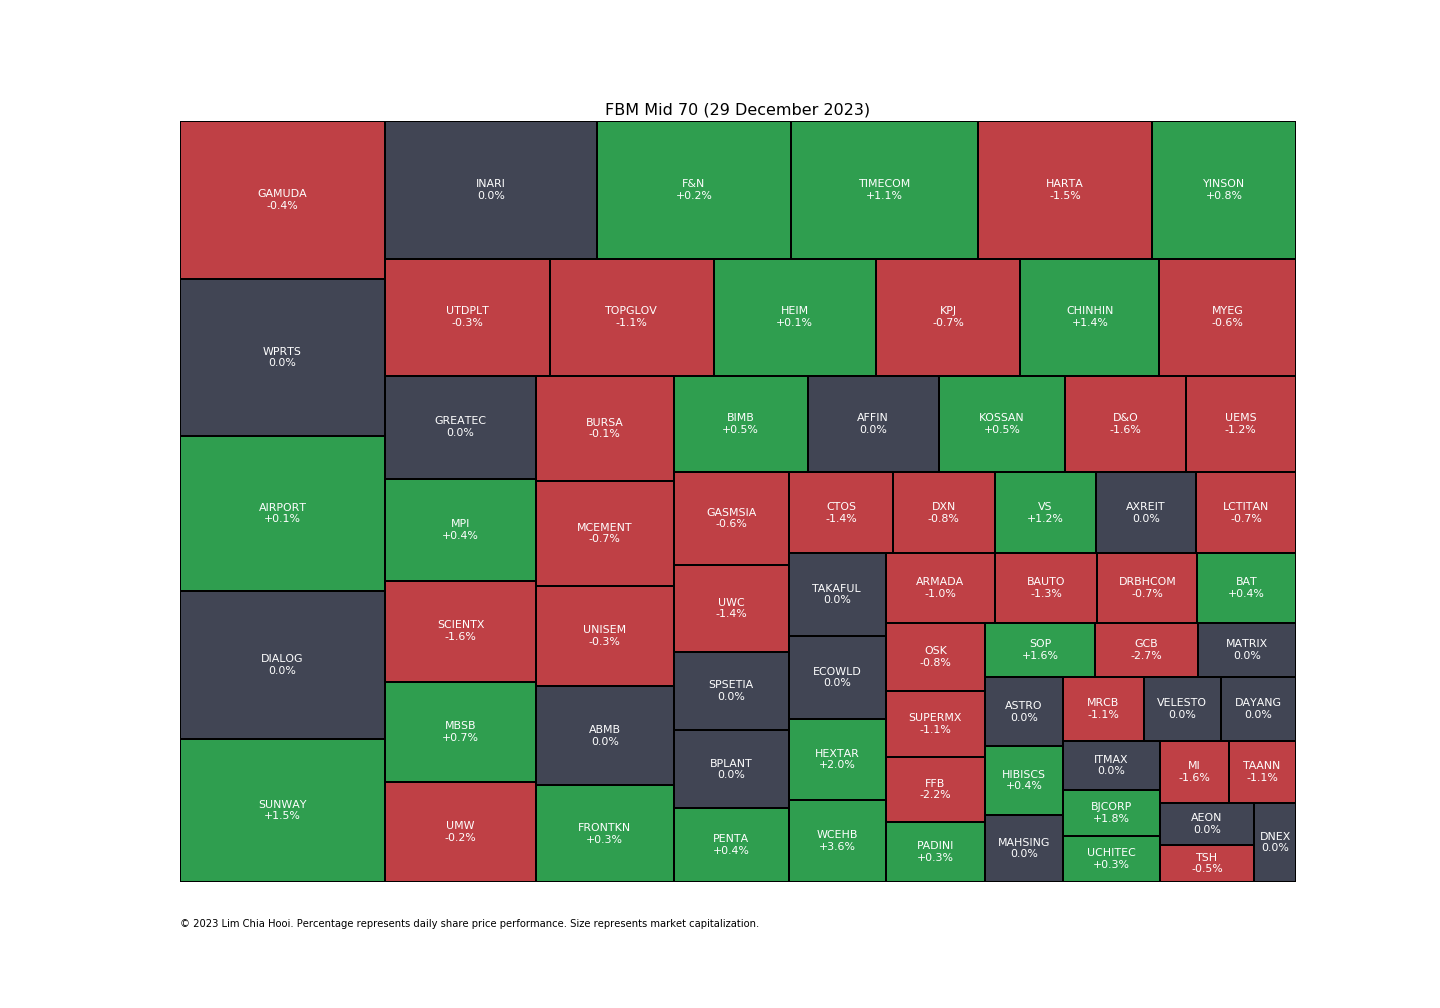 FBM Mid 70 (29 December 2023)
GAMUDA
-0.4%
WPRTS
0.0%
AIRPORT
+0.1%
DIALOG
0.0%
SUNWAY
+1.5%
INARI
0.0%
F&N
+0.2%
TIMECOM
+1.1%
HARTA
-1.5%
YINSON
+0.8%
UTDPLT
-0.3%
TOPGLOV
-1.1%
HEIM
+0.1%
KPJ
-0.7%
CHINHIN
+1.4%
MYEG
-0.6%
GREATEC
0.0%
MPI
+0.4%
SCIENTX
-1.6%
MBSB
+0.7%
UMW
-0.2%
BURSA
-0.1%
MCEMENT
-0.7%
UNISEM
-0.3%
ABMB
0.0%
FRONTKN
+0.3%
BIMB
+0.5%
AFFIN
0.0%
KOSSAN
+0.5%
D&O
-1.6%
UEMS
-1.2%
GASMSIA
-0.6%
UWC
-1.4%
SPSETIA
0.0%
BPLANT
0.0%
PENTA
+0.4%
CTOS
-1.4%
DXN
-0.8%
VS
+1.2%
AXREIT
0.0%
LCTITAN
-0.7%
TAKAFUL
0.0%
ECOWLD
0.0%
HEXTAR
+2.0%
WCEHB
+3.6%
ARMADA
-1.0%
BAUTO
-1.3%
DRBHCOM
-0.7%
BAT
+0.4%
OSK
-0.8%
SUPERMX
-1.1%
FFB
-2.2%
PADINI
+0.3%
SOP
+1.6%
GCB
-2.7%
MATRIX
0.0%
ASTRO
0.0%
HIBISCS
+0.4%
MAHSING
0.0%
MRCB
-1.1%
VELESTO
0.0%
DAYANG
0.0%
ITMAX
0.0%
BJCORP
+1.8%
UCHITEC
+0.3%
MI
-1.6%
TAANN
-1.1%
AEON
0.0%
TSH
-0.5%
DNEX
0.0%
© 2023 Lim Chia Hooi. Percentage represents daily share price performance. Size represents market capitalization.